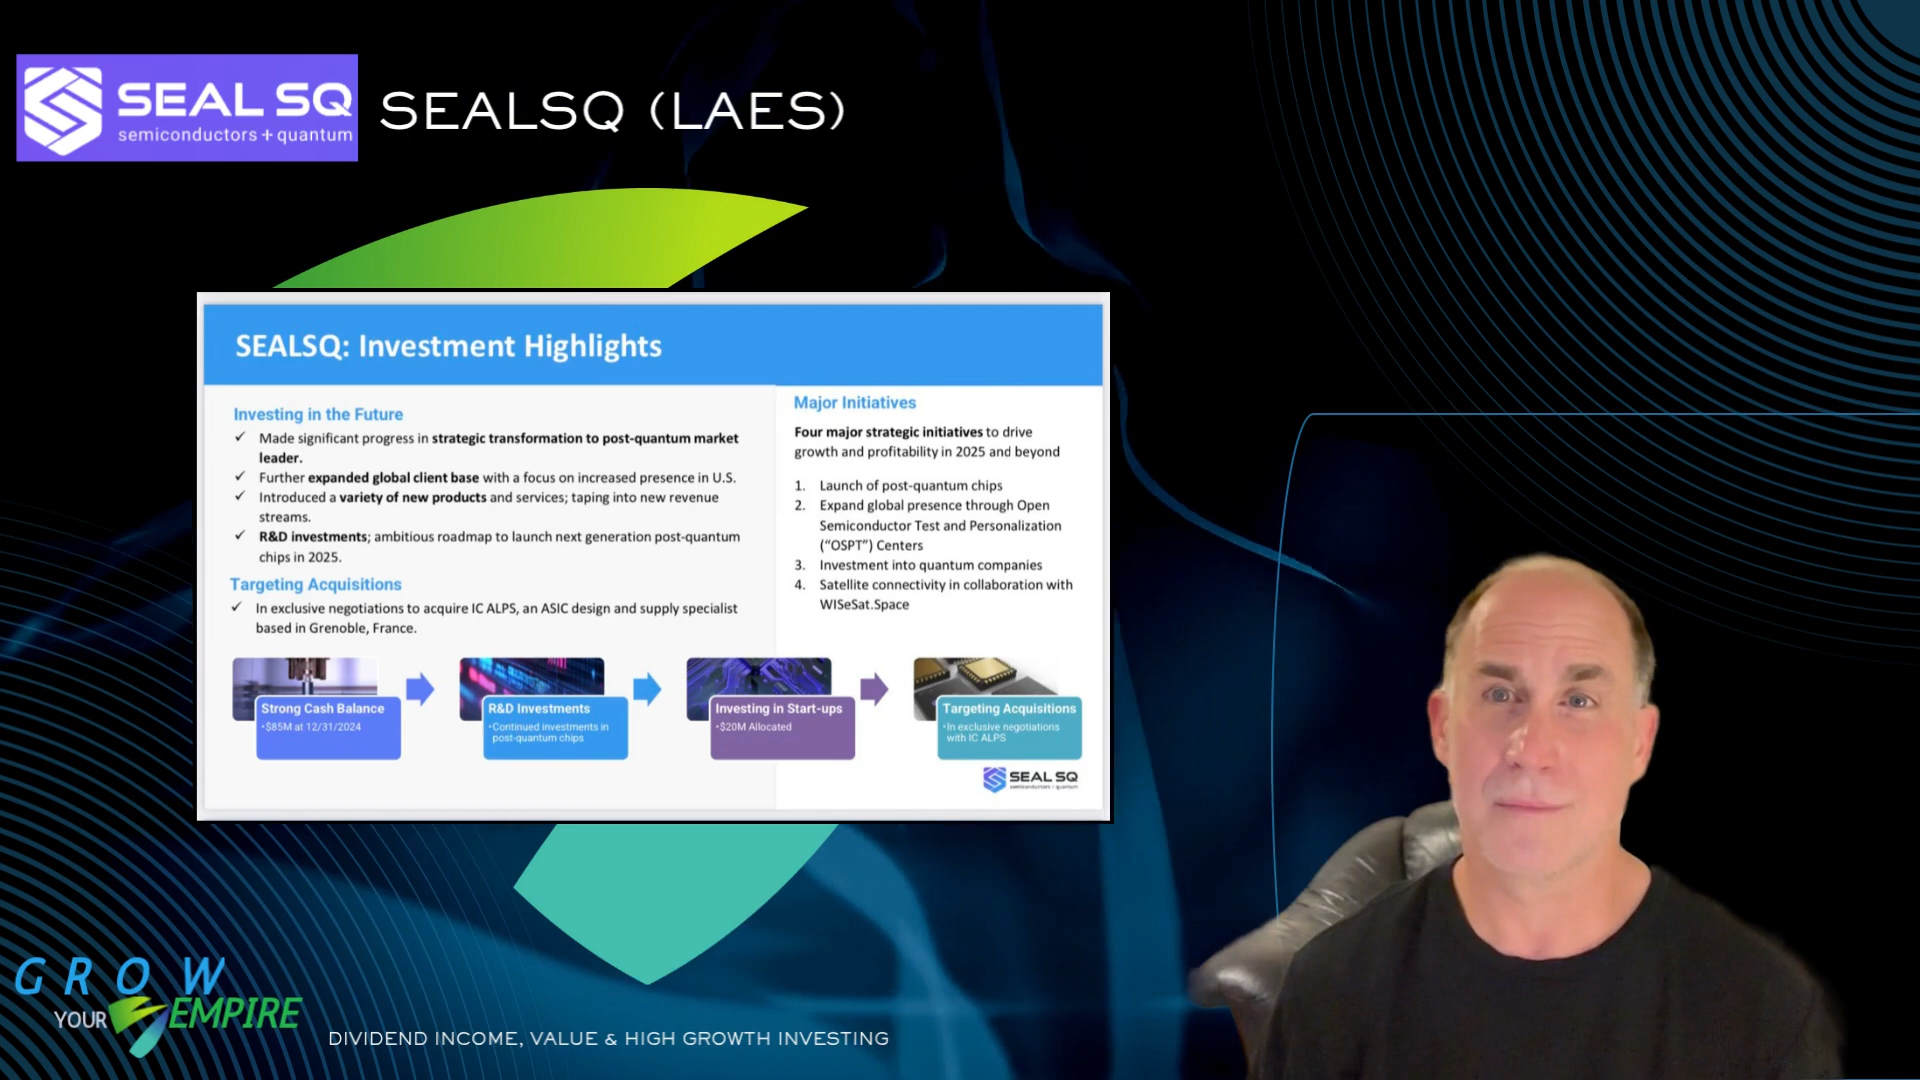 SEAL SQ
semiconductors + quantum
SEALSQ (LAES)
SEALSQ: Investment Highlights
Investing in the Future
✓ Made significant progress in strategic transformation to post-quantum market
leader.
✓ Further expanded global client base with a focus on increased presence in U.S.
✓ Introduced a variety of new products and services; taping into new revenue
streams.
✓ R&D investments; ambitious roadmap to launch next generation post-quantum
chips in 2025.
Targeting Acquisitions
✓ In exclusive negotiations to acquire IC ALPS, an ASIC design and supply specialist
based in Grenoble, France.
Major Initiatives
Four major strategic initiatives to drive
growth and profitability in 2025 and beyond
1. Launch of post-quantum chips
2. Expand global presence through Open
Semiconductor Test and Personalization
(“OSPT”) Centers
3. Investment into quantum companies
4. Satellite connectivity in collaboration with
WISeSat.Space
Strong Cash Balance
•$85M at 12/31/2024
R&D Investments
•Continued investments in
post-quantum chips
Investing in Start-ups
•$20M Allocated
Targeting Acquisitions
•In exclusive negotiations
with IC ALPS
SEAL SQ
semiconductors + quantum
GROW
YOUR EMPIRE
DIVIDEND INCOME, VALUE & HIGH GROWTH INVESTING